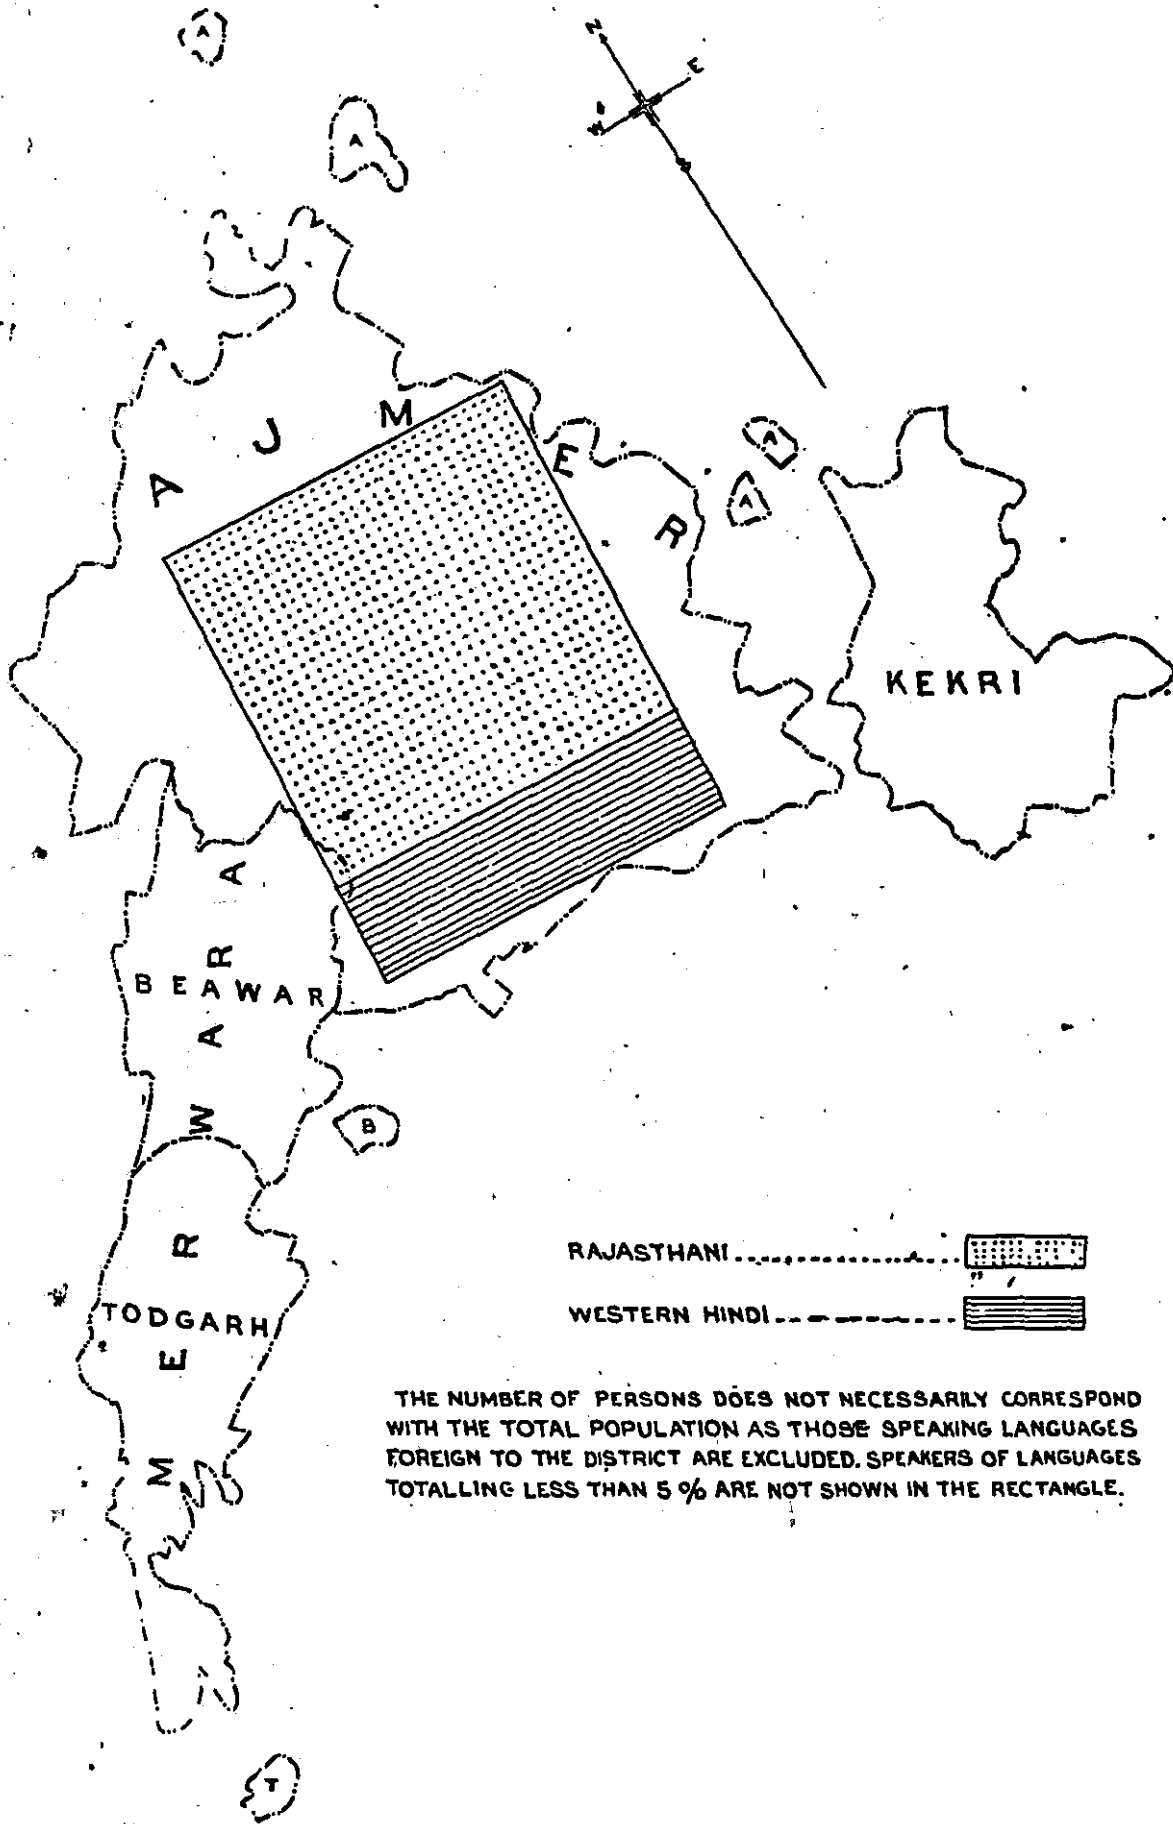 A
A
N
E
W
S
AJMER
A
A
KEKRI
MERWARA
BEAWAR
B
TODGARH
T
RAJASTHANI
WESTERN HINDI
THE NUMBER OF PERSONS DOES NOT NECESSARILY CORRESPOND
WITH THE TOTAL POPULATION AS THOSE SPEAKING LANGUAGES
FOREIGN TO THE DISTRICT ARE EXCLUDED. SPEAKERS OF LANGUAGES
TOTALLING LESS THAN 5 % ARE NOT SHOWN IN THE RECTANGLE.